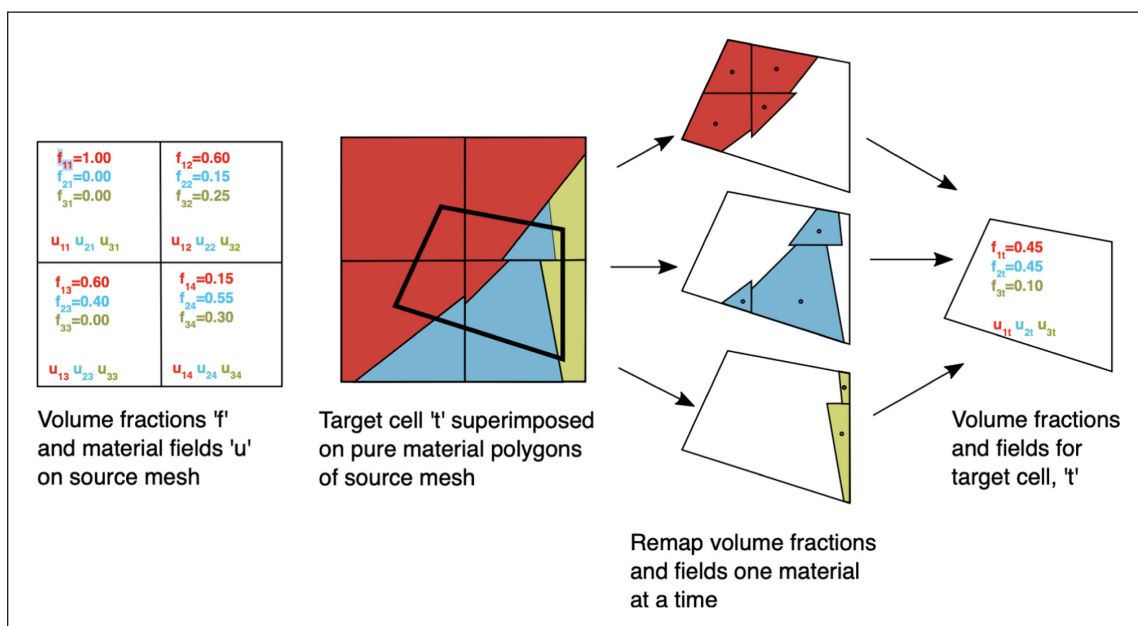 f11=1.00
f21=0.00
f31=0.00
u11 u21 u31
f12=0.60
f22=0.15
f32=0.25
u12 u22 u32
f13=0.60
f23=0.40
f33=0.00
u13 u23 u33
f14=0.15
f24=0.55
f34=0.30
u14 u24 u34
Volume fractions 'f'
and material fields 'u'
on source mesh
Target cell 't' superimposed
on pure material polygons
of source mesh
Remap volume fractions
and fields one material
at a time
f1t=0.45
f2t=0.45
f3t=0.10
u1t u2t u3t
Volume fractions
and fields for
target cell, 't'